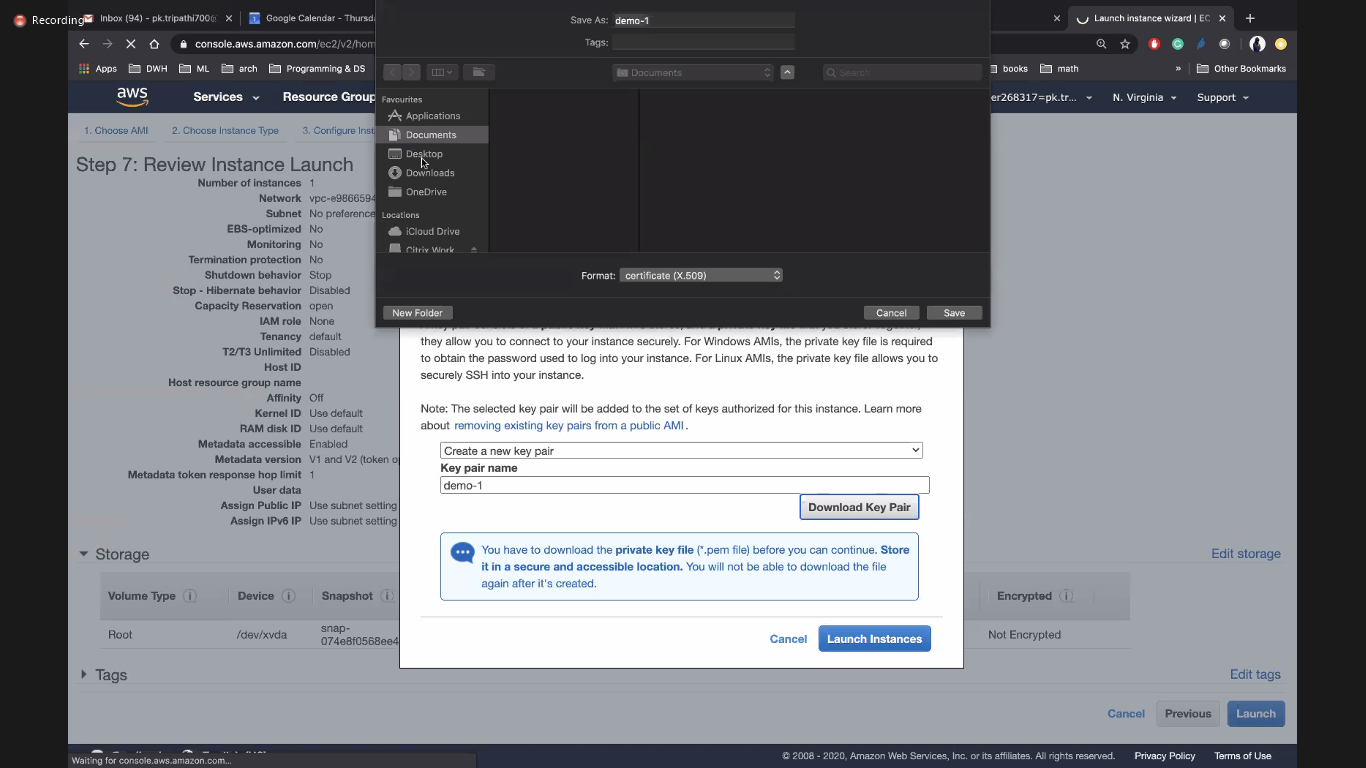 Recording
Inbox (94) - pk.tripathi700@
Google Calendar - Thursda
Launch instance wizard | EC
console.aws.amazon.com/ec2/v2/hom
Apps
DWH
ML
arch
Programming & DS
books
math
»
Other Bookmarks
aws
Services
Resource Group
er268317=pk.tr...
N. Virginia
Support
1. Choose AMI
2. Choose Instance Type
3. Configure Inst
Step 7: Review Instance Launch
Number of instances 1
Network vpc-e9866594
Subnet No preference
EBS-optimized No
Monitoring No
Termination protection No
Shutdown behavior Stop
Stop - Hibernate behavior Disabled
Capacity Reservation open
IAM role None
Tenancy default
T2/T3 Unlimited Disabled
Host ID
Host resource group name
Affinity Off
Kernel ID Use default
RAM disk ID Use default
Metadata accessible Enabled
Metadata version V1 and V2 (token o
Metadata token response hop limit 1
User data
Assign Public IP Use subnet setting
Assign IPv6 IP Use subnet setting
Storage
Edit storage
Volume Type
Device
Snapshot
Encrypted
Root
/dev/xvda
snap-
074e8f0568ee4
Not Encrypted
Tags
Edit tags
Cancel
Previous
Launch
Save As: demo-1
Tags:
Documents
Search
Favourites
Applications
Documents
Desktop
Downloads
OneDrive
Locations
iCloud Drive
Citrix Work
Format: certificate (X.509)
New Folder
Cancel
Save
they allow you to connect to your instance securely. For Windows AMIs, the private key file is required
to obtain the password used to log into your instance. For Linux AMIs, the private key file allows you to
securely SSH into your instance.
Note: The selected key pair will be added to the set of keys authorized for this instance. Learn more
about removing existing key pairs from a public AMI.
Create a new key pair
Key pair name
demo-1
Download Key Pair
You have to download the private key file (*.pem file) before you can continue. Store
it in a secure and accessible location. You will not be able to download the file
again after it's created.
Cancel
Launch Instances
Waiting for console.aws.amazon.com...
© 2008 - 2020, Amazon Web Services, Inc. or its affiliates. All rights reserved.
Privacy Policy
Terms of Use